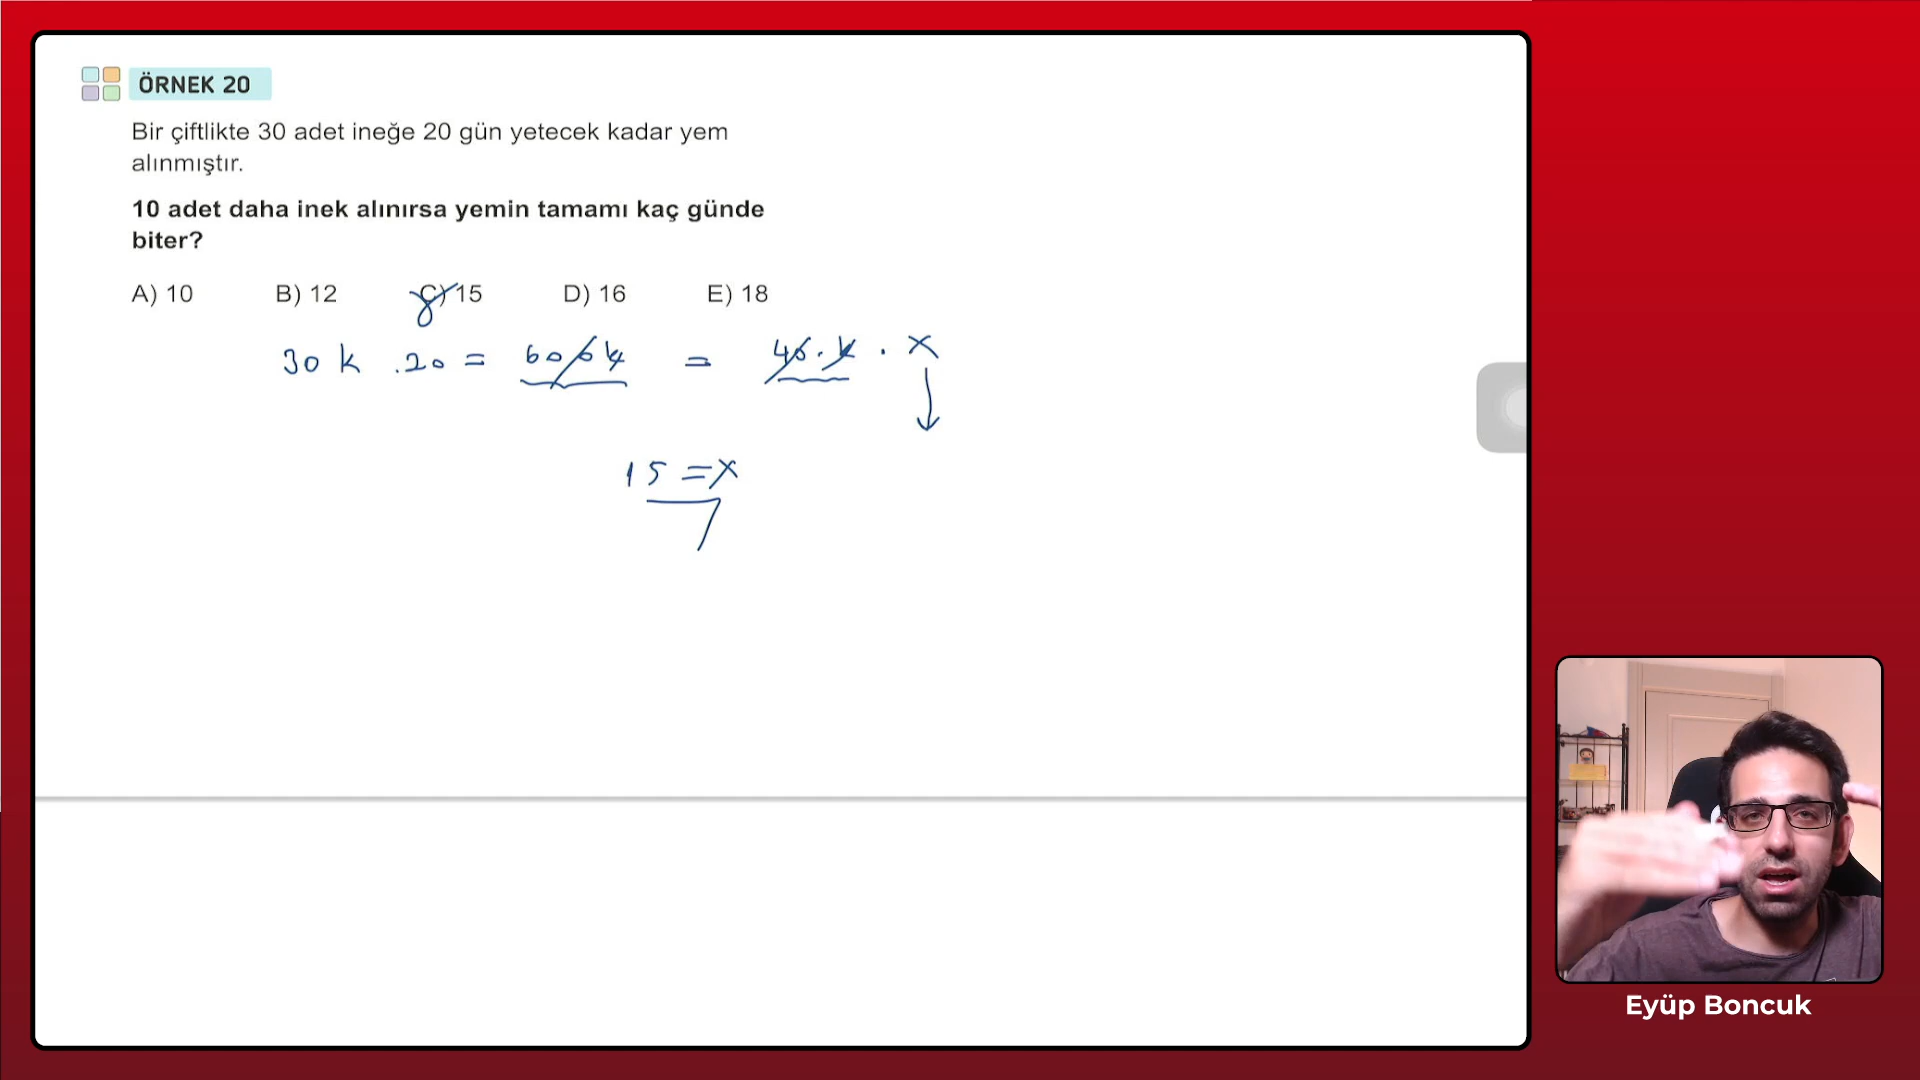 ÖRNEK 20
Bir çiftlikte 30 adet ineğe 20 gün yetecek kadar yem
alınmıştır.
10 adet daha inek alınırsa yemin tamamı kaç günde
biter?
A) 10 B) 12 C) 15 D) 16 E) 18
30 k . 20 = 600k = 40 . k . x
15 = x
Eyüp Boncuk